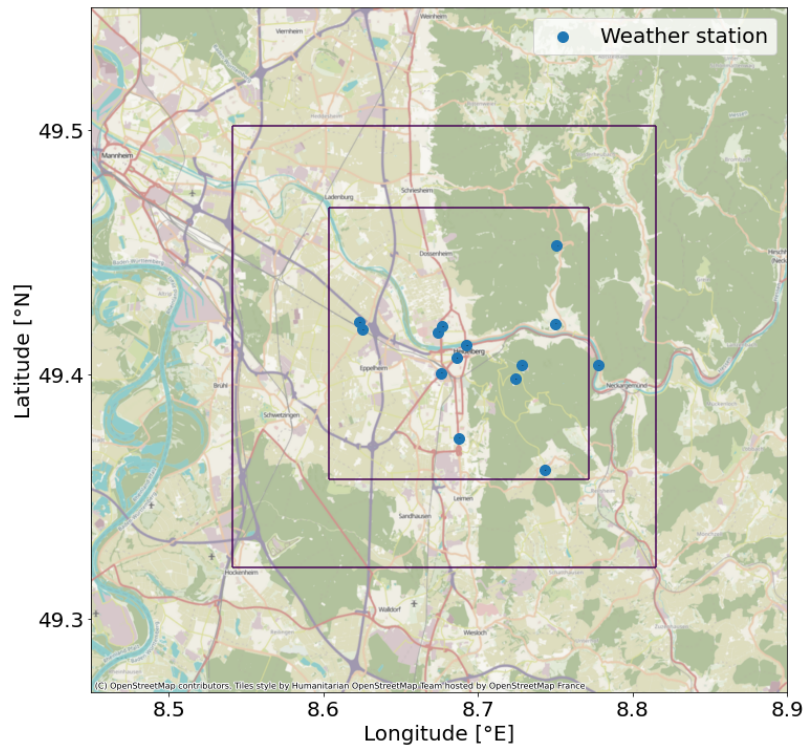 Weather station
Weinheim
Viernheim
49.5
Mannheim
Schriesheim
Ladenburg
Dossenheim
Latitude [°N]
Heidelberg
49.4
Eppelheim
Brühl
Neckargemünd
Schwetzingen
Leimen
Sandhausen
Hockenheim
Walldorf
49.3
Wiesloch
(C) OpenStreetMap contributors. Tiles style by Humanitarian OpenStreetMap Team hosted by OpenStreetMap France
8.5
8.6
8.7
8.8
8.9
Longitude [°E]